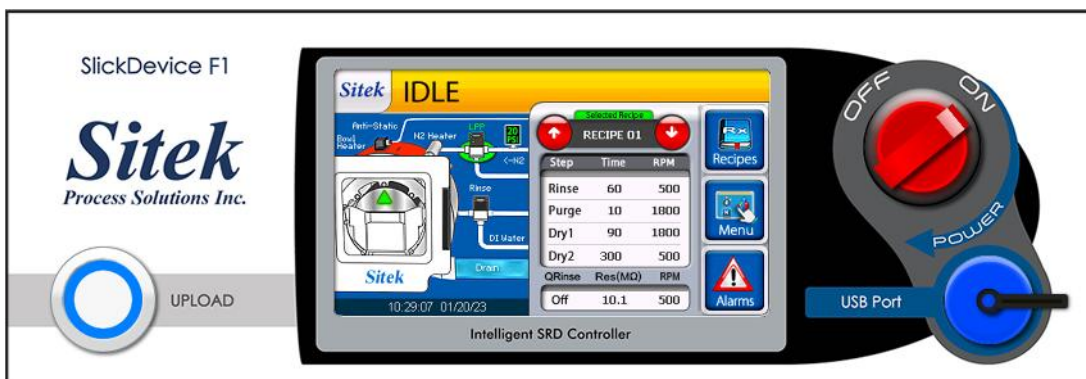 SlickDevice F1
Sitek
Process Solutions Inc.
UPLOAD
Sitek IDLE
Anti-Static
Bowl Heater
N2 Heater
LPP
20 PSI
<-N2
Rinse
DI Water
Drain
Sitek
10:29:07 01/20/23
Selected Recipe
RECIPE 01
Step Time RPM
Rinse 60 500
Purge 10 1800
Dry1 90 1800
Dry2 300 500
QRinse Res(MΩ) RPM
Off 10.1 500
Rx
Recipes
Menu
Alarms
Intelligent SRD Controller
OFF ON
POWER
USB Port